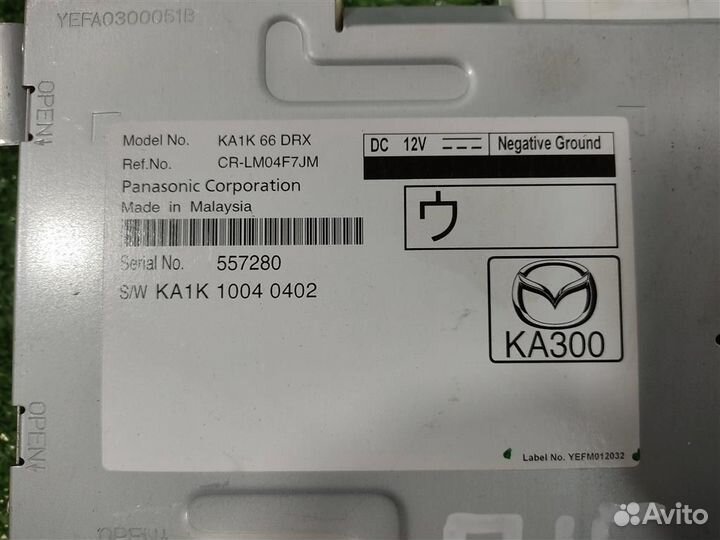 YEFA0300051B
OPEN
Model No. KA1K 66 DRX
Ref.No. CR-LM04F7JM
Panasonic Corporation
Made in Malaysia
Serial No. 557280
S/W KA1K 1004 0402
DC 12V Negative Ground
ウ
KA300
Label No. YEFM012032
OPEN
OPEN
Avito